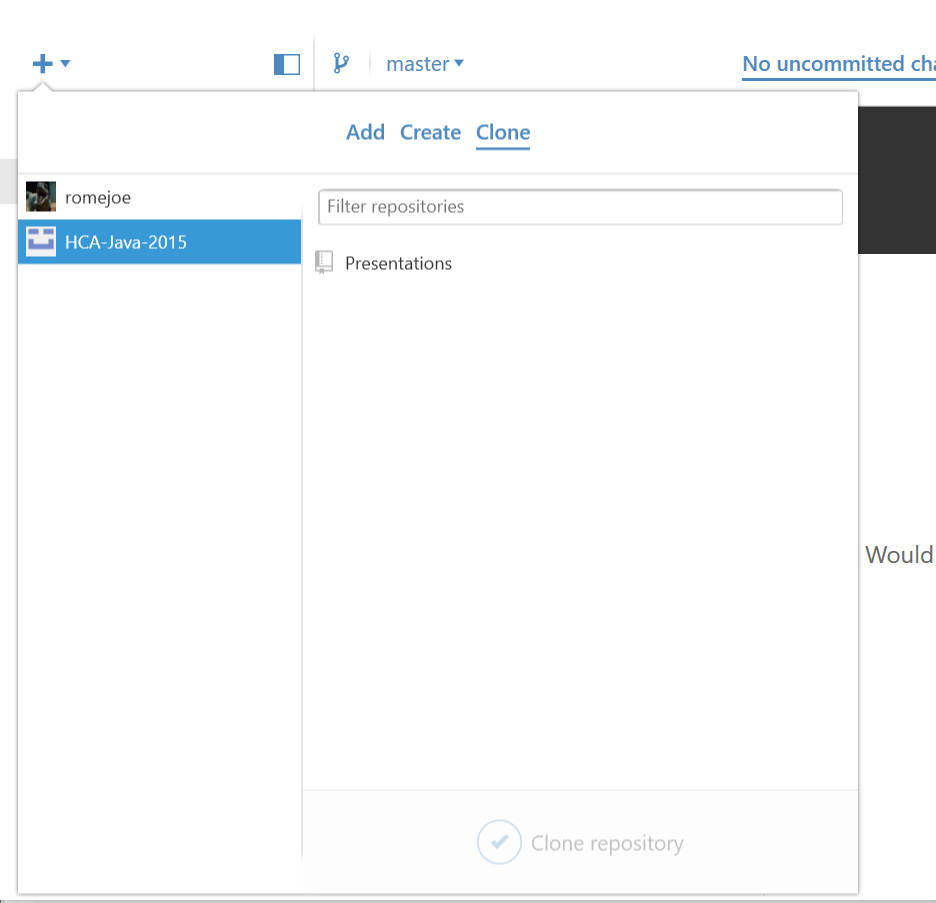 master
No uncommitted cha
Add Create Clone
romejoe
Filter repositories
HCA-Java-2015
Presentations
Would
Clone repository